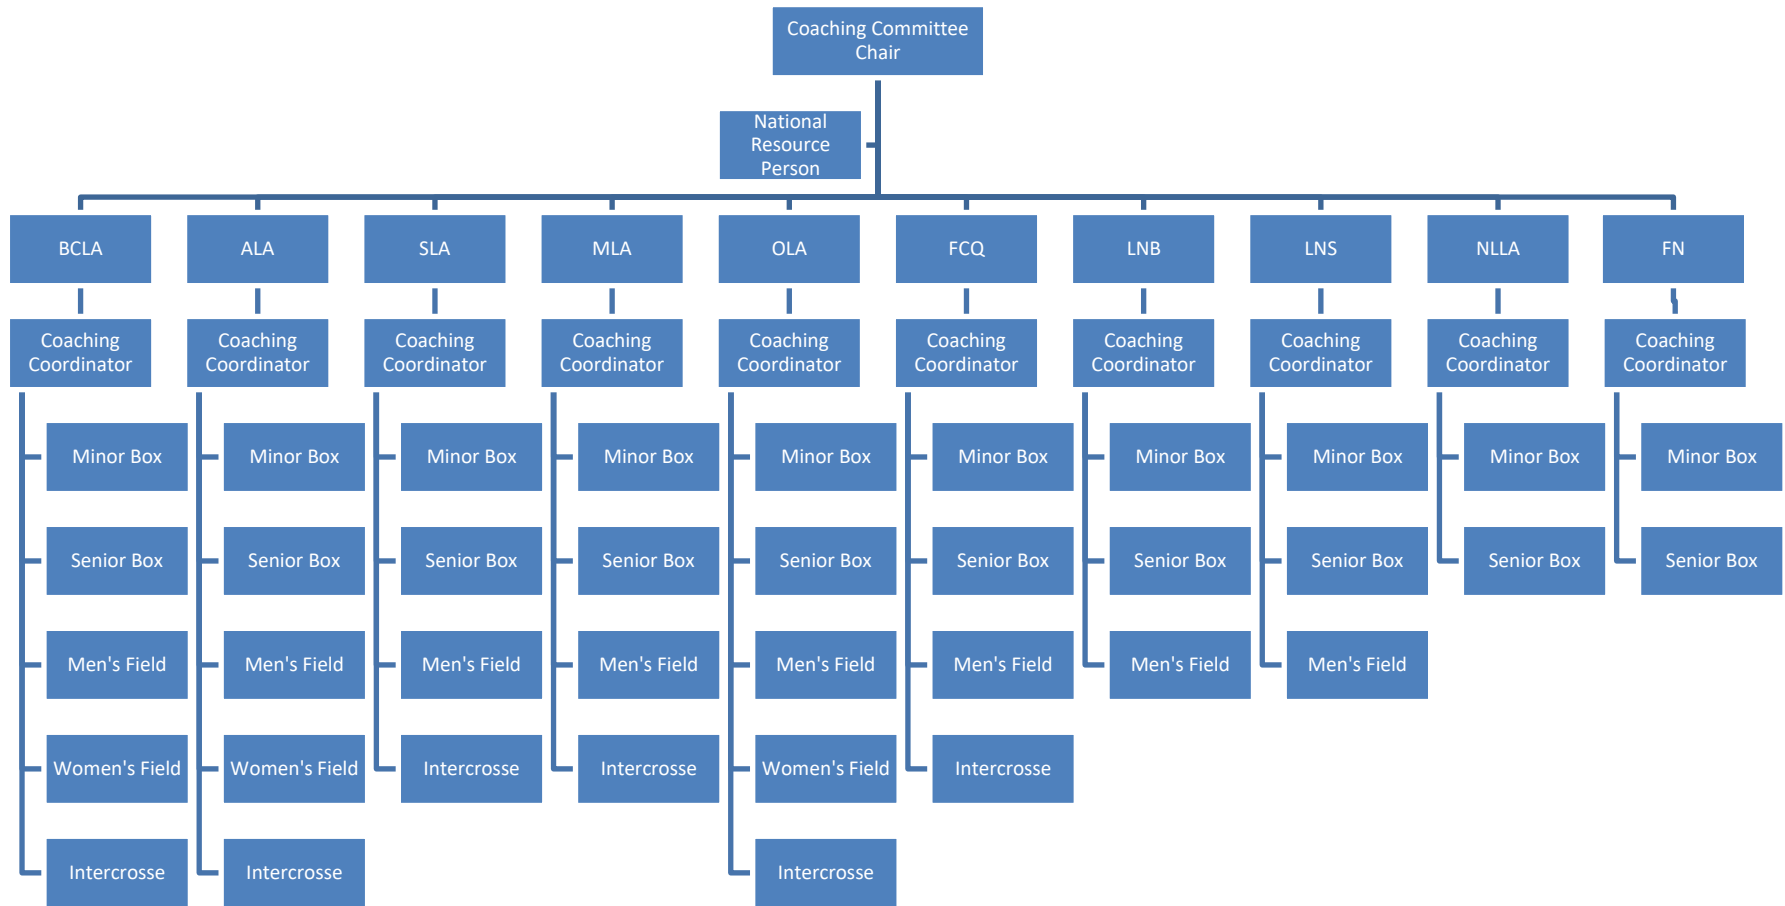 Coaching Committee
Chair
National
Resource
Person
BCLA
ALA
SLA
MLA
OLA
FCQ
LNB
LNS
NLLA
FN
Coaching
Coordinator
Coaching
Coordinator
Coaching
Coordinator
Coaching
Coordinator
Coaching
Coordinator
Coaching
Coordinator
Coaching
Coordinator
Coaching
Coordinator
Coaching
Coordinator
Coaching
Coordinator
Minor Box
Minor Box
Minor Box
Minor Box
Minor Box
Minor Box
Minor Box
Minor Box
Minor Box
Minor Box
Senior Box
Senior Box
Senior Box
Senior Box
Senior Box
Senior Box
Senior Box
Senior Box
Senior Box
Senior Box
Men's Field
Men's Field
Men's Field
Men's Field
Men's Field
Men's Field
Men's Field
Men's Field
Women's Field
Women's Field
Intercrosse
Intercrosse
Women's Field
Intercrosse
Intercrosse
Intercrosse
Intercrosse